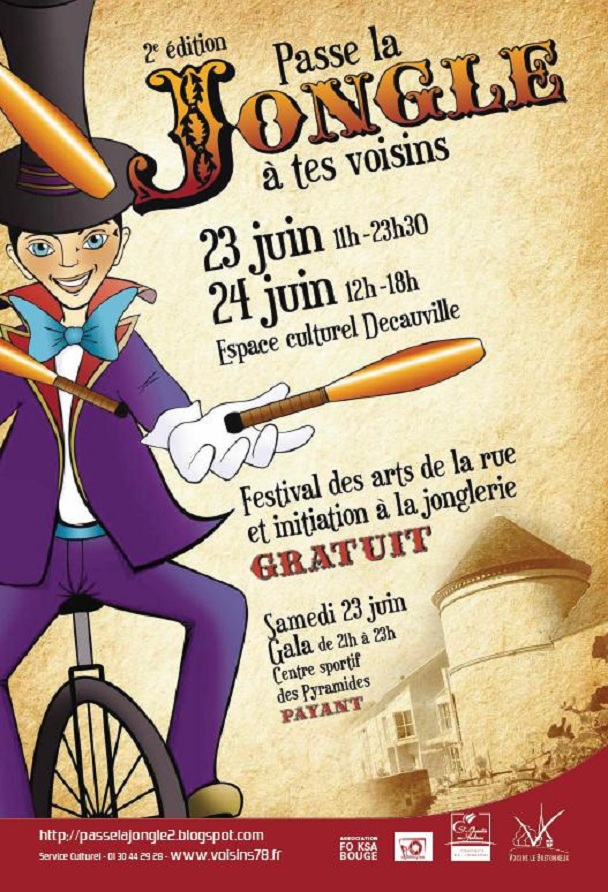 2e édition
Passe la
JONGLE
à tes voisins
23 juin 11h-23h30
24 juin 12h-18h
Espace culturel Decauville
Festival des arts de la rue
et initiation à la jonglerie
GRATUIT
Samedi 23 juin
Gala de 21h à 23h
Centre sportif
des Pyramides
PAYANT
http://passelajongle2.blogspot.com
Service Culturel - 01 30 44 29 28 - www.voisins78.fr
ASSOCIATION
FO KSA
BOUGE
VOISINS LE BRETONNEUX